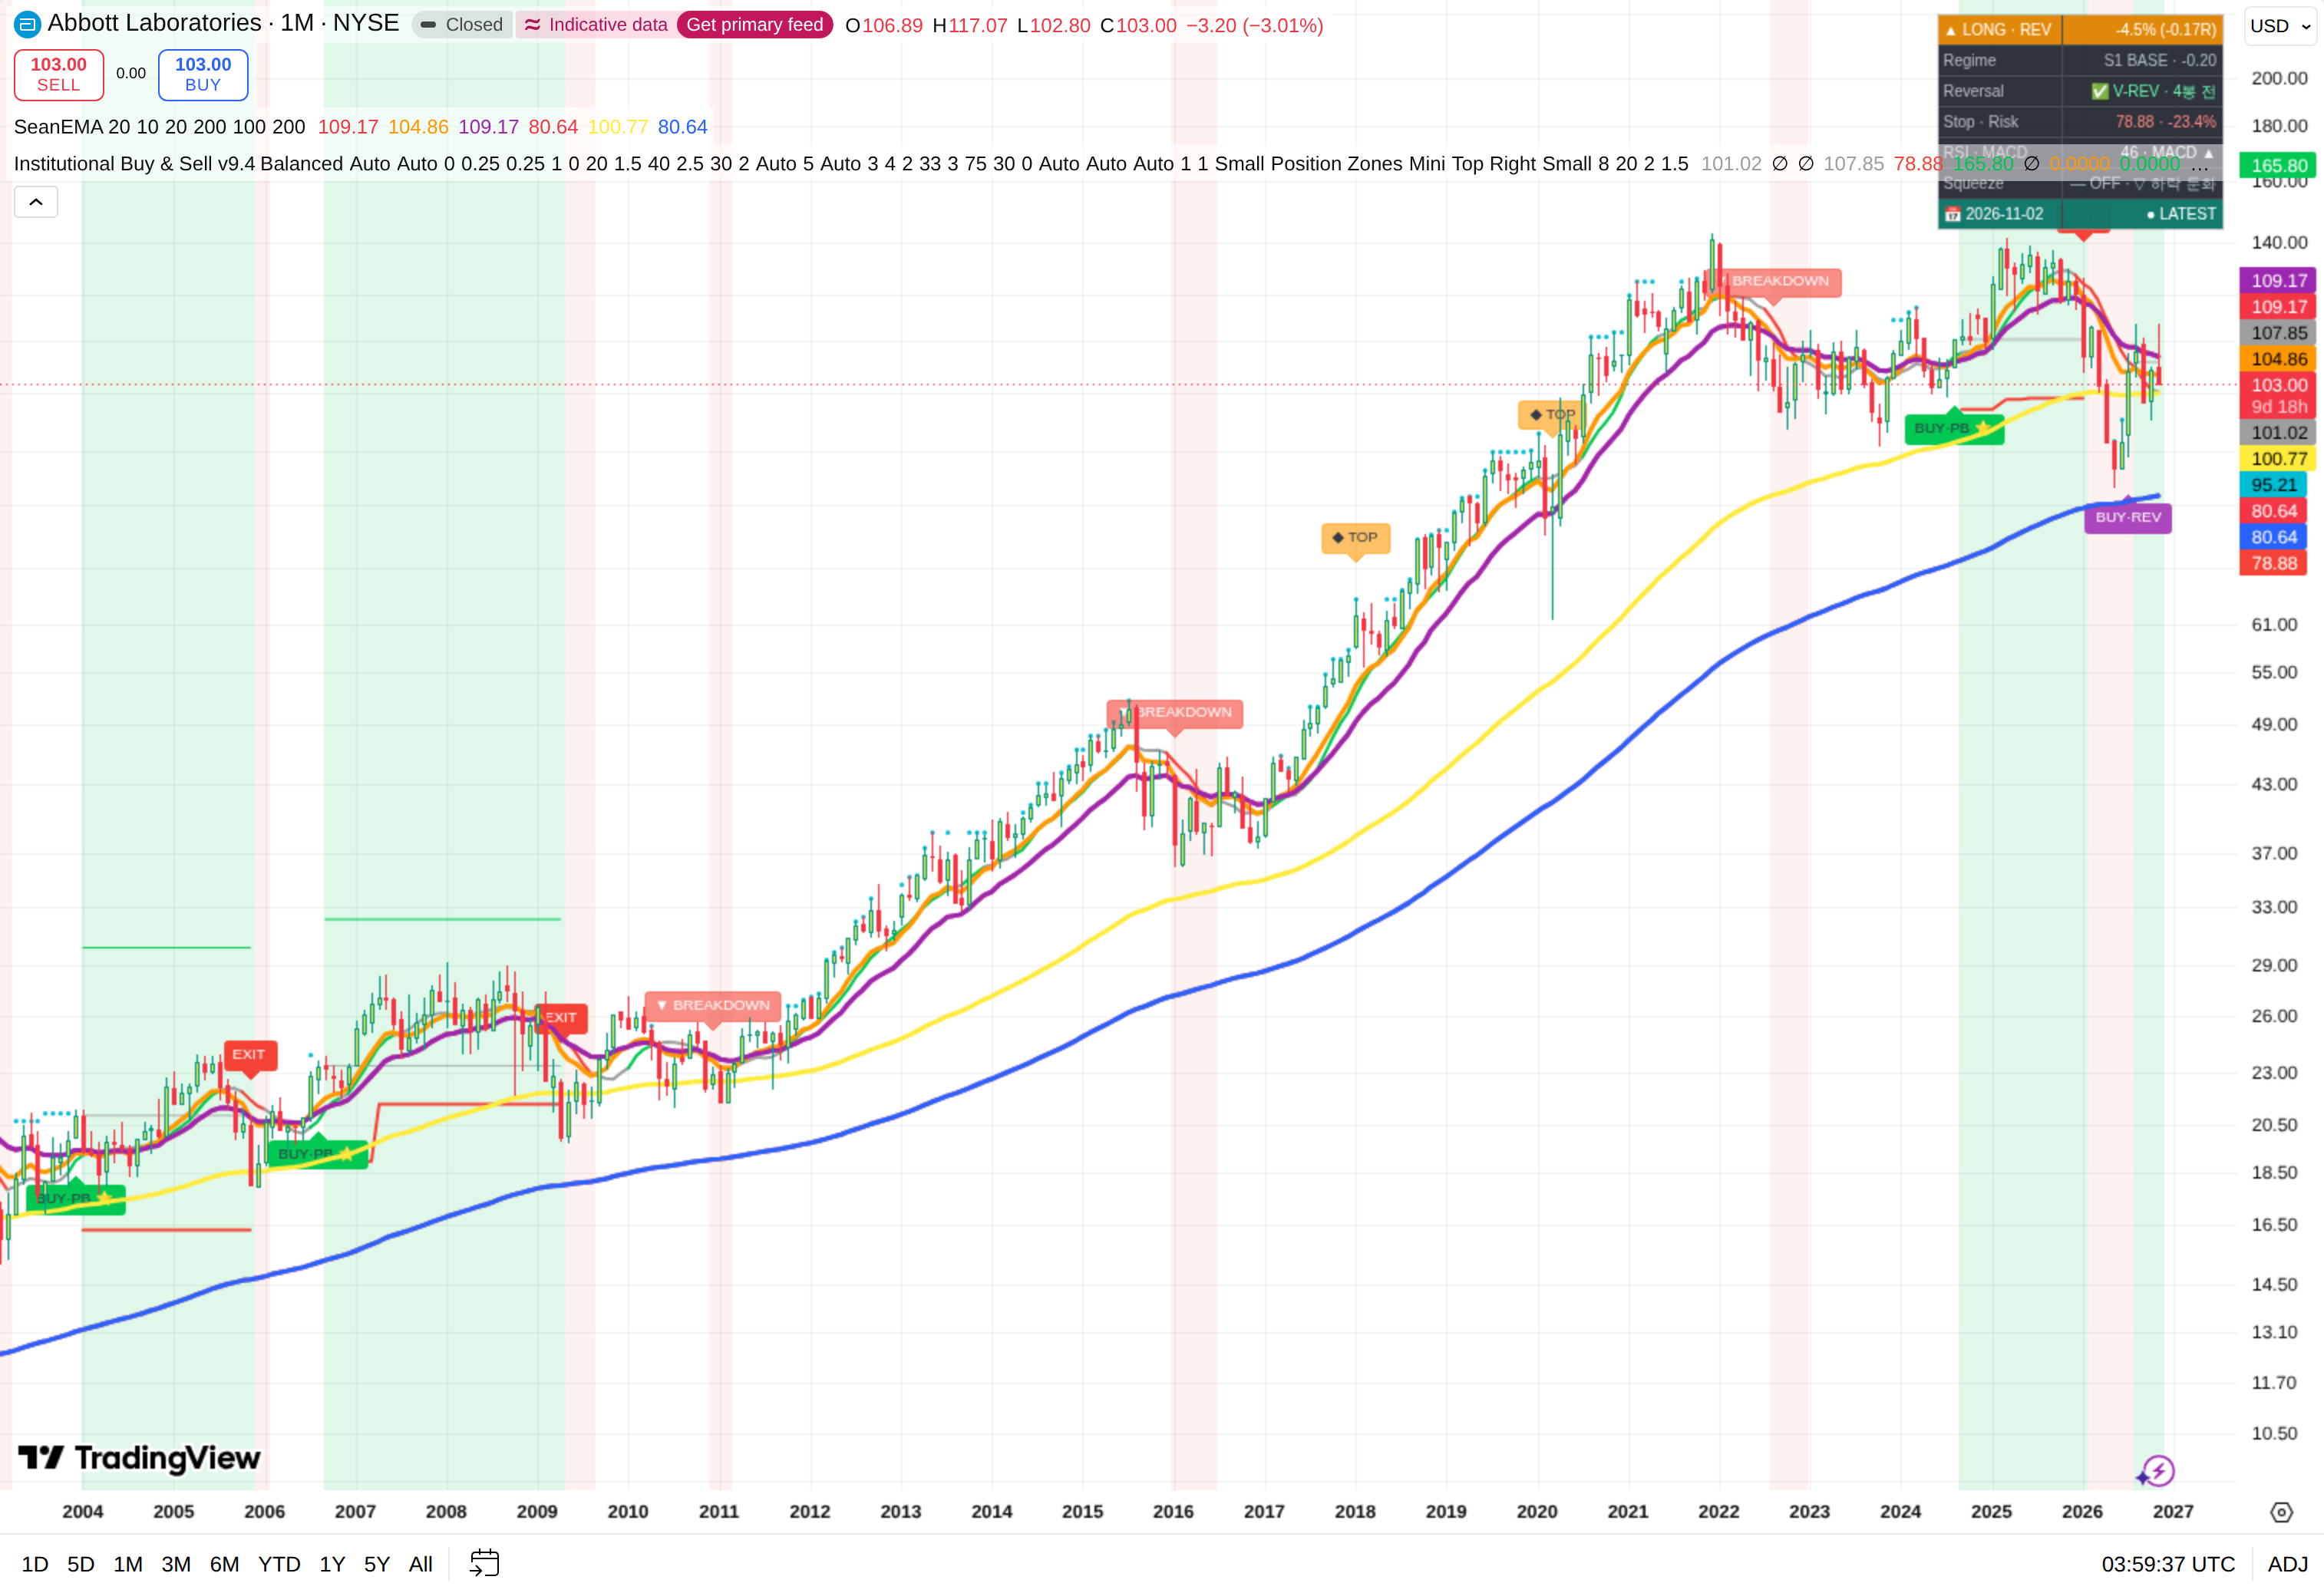 Abbott Laboratories · 1M · NYSE Closed Indicative data Get primary feed O106.89 H117.07 L102.80 C103.00 −3.20 (−3.01%)
103.00 SELL
0.00
103.00 BUY
SeanEMA 20 10 20 200 100 200 109.17 104.86 109.17 80.64 100.77 80.64
Institutional Buy & Sell v9.4 Balanced Auto Auto 0 0.25 0.25 1 0 20 1.5 40 2.5 30 2 Auto 5 Auto 3 4 2 33 3 75 30 0 Auto Auto Auto 1 1 Small Position Zones Mini Top Right Small 8 20 2 1.5 101.02 ∅ ∅ 107.85 78.88 165.80 ∅ 0.0000 0.0000 ...
▲ LONG · REV -4.5% (-0.17R)
Regime S1 BASE · -0.20
Reversal ✅ V-REV · 4봉 전
Stop · Risk 78.88 · -23.4%
RSI · MACD 46 · MACD ▲
Squeeze — OFF · ▽ 하락 둔화
📅 2026-11-02 ● LATEST
USD
200.00
180.00
165.80
160.00
140.00
109.17
109.17
107.85
104.86
103.00
9d 18h
101.02
100.77
95.21
80.64
80.64
78.88
61.00
55.00
49.00
43.00
37.00
33.00
29.00
26.00
23.00
20.50
18.50
16.50
14.50
13.10
11.70
10.50
BREAKDOWN
◆ TOP
BUY-PB ⭐
BUY-REV
◆ TOP
BREAKDOWN
▼ BREAKDOWN
EXIT
EXIT
BUY-PB ⭐
BUY-PB ⭐
TradingView
2004 2005 2006 2007 2008 2009 2010 2011 2012 2013 2014 2015 2016 2017 2018 2019 2020 2021 2022 2023 2024 2025 2026 2027
1D 5D 1M 3M 6M YTD 1Y 5Y All
03:59:37 UTC ADJ